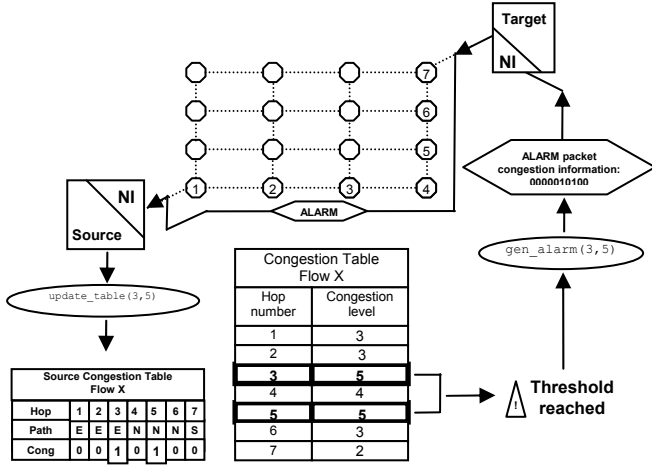 Target
NI
7
6
5
1
2
3
4
ALARM packet
congestion information:
0000010100
NI
Source
ALARM
gen_alarm(3,5)
update_table(3,5)
Congestion Table
Flow X
Hop
number
Congestion
level
1 3
2 3
3 5
4 4
5 5
6 3
7 2
!
Threshold
reached
Source Congestion Table
Flow X
Hop 1 2 3 4 5 6 7
Path E E E N N N S
Cong 0 0 1 0 1 0 0